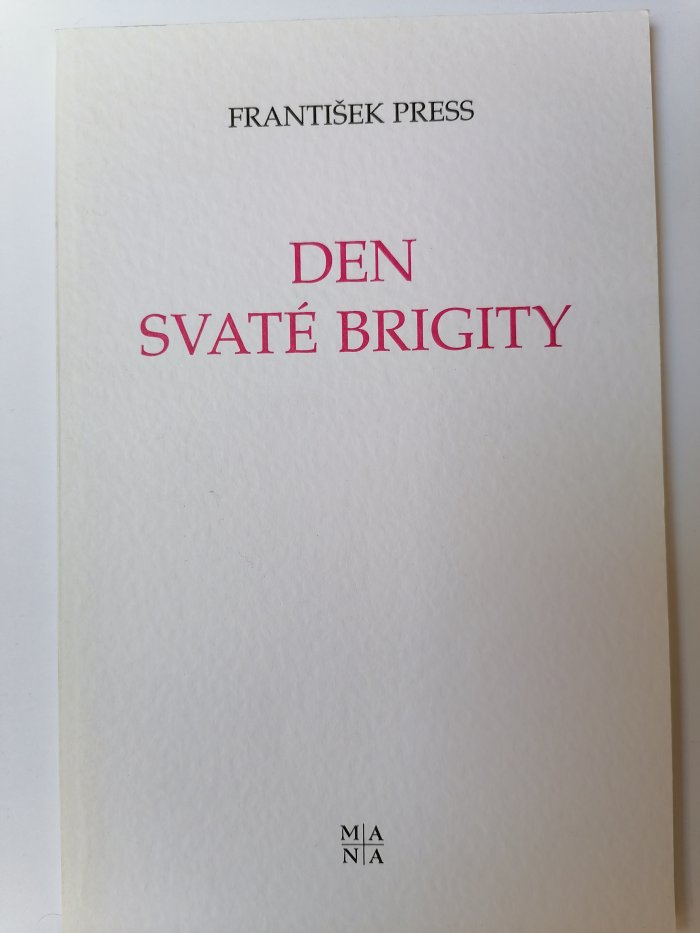 FRANTIŠEK PRESS
DEN
SVATÉ BRIGITY
M A
N A